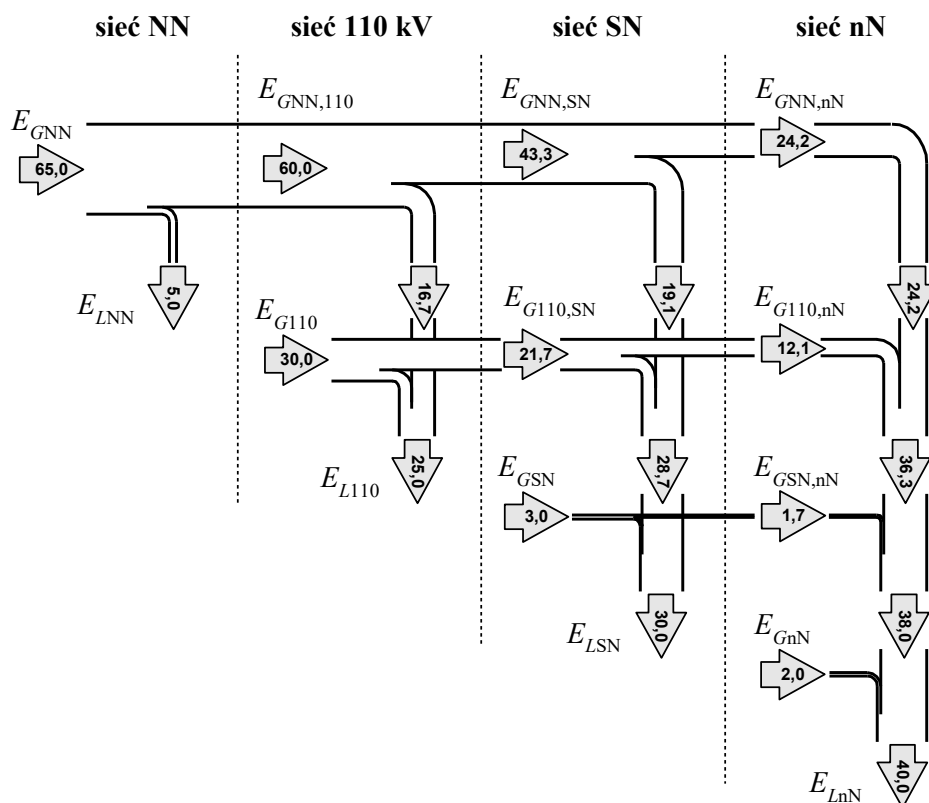 sieć NN sieć 110 kV sieć SN sieć nN
E_GNN,110 E_GNN,SN E_GNN,nN
E_GNN
65,0 60,0 43,3 24,2
E_LNN 5,0 16,7 19,1 24,2
E_G110 E_G110,SN E_G110,nN
30,0 21,7 12,1
E_L110 25,0 28,7 36,3
E_GSN E_GSN,nN
3,0 1,7
E_LSN 30,0 38,0
E_GnN
2,0
E_LnN 40,0